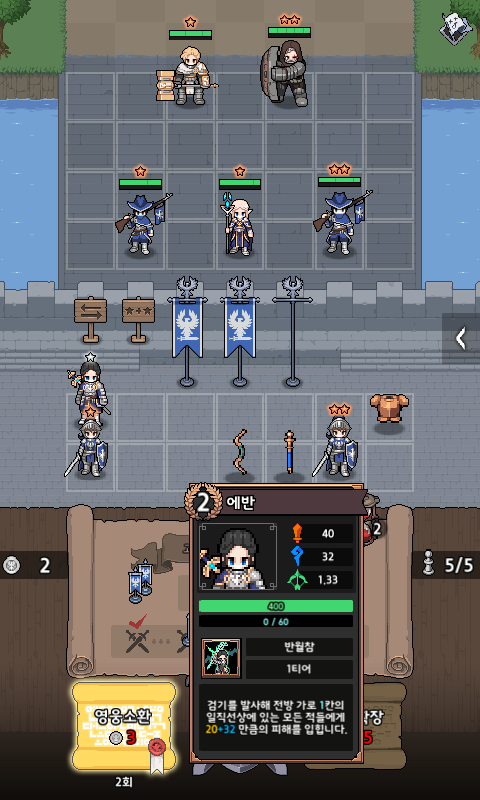 2 에반
40
32
1.33
400
0 / 60
반월참
1티어
검기를 발사해 전방 가로 1칸의
일직선상에 있는 모든 적들에게
20+32 만큼의 피해를 입힙니다.
2
2
5/5
영웅소환
3
2회
장
5